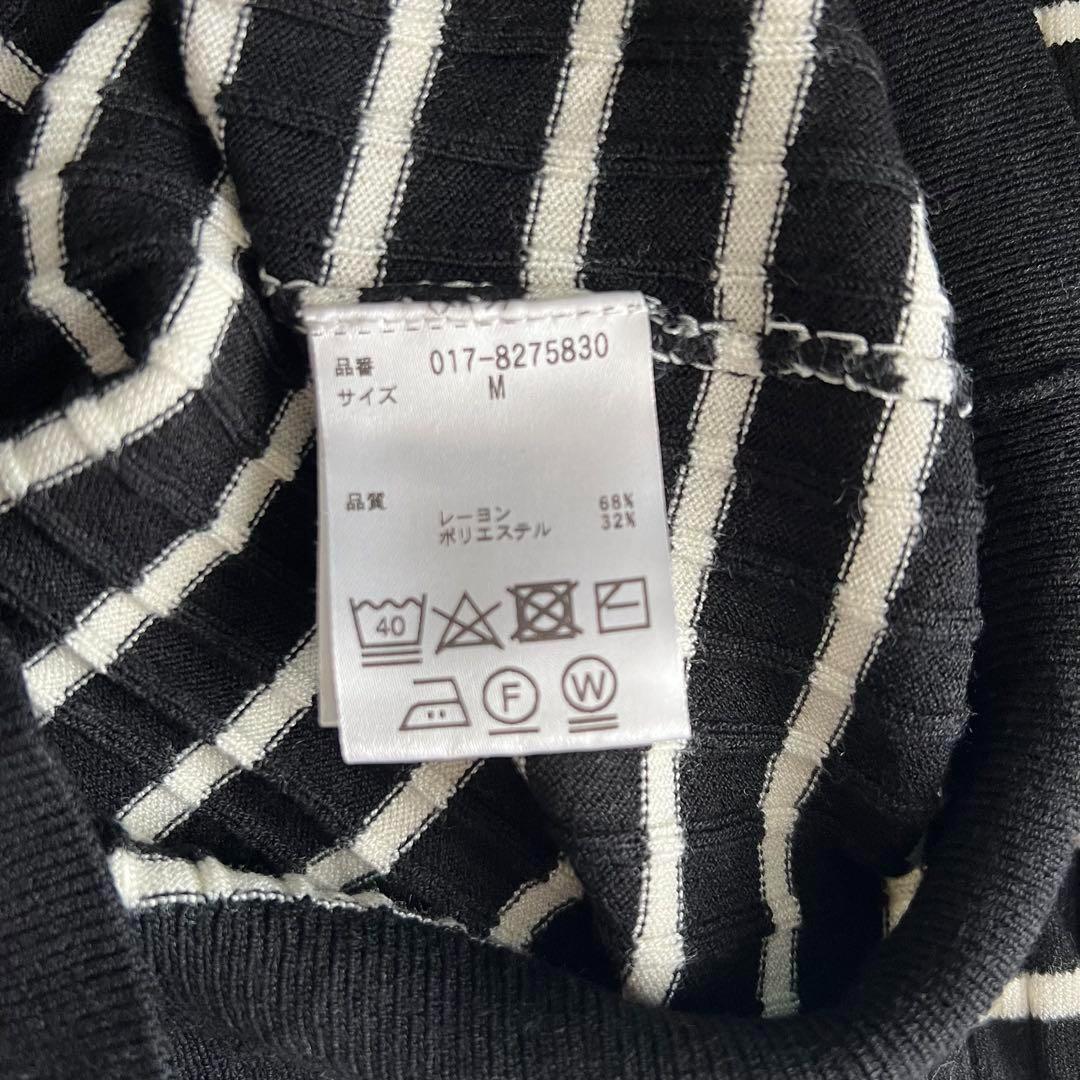 品番 017-8275830
サイズ M
品質
レーヨン 68%
ポリエステル 32%
40
F W